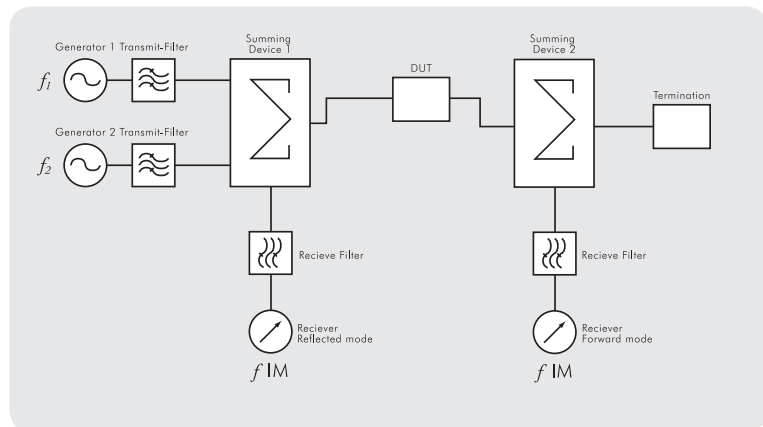 Summing
Device 1
Summing
Device 2
Generator 1 Transmit-Filter
DUT
f1
Termination
Generator 2 Transmit-Filter
f2
Recieve Filter
Recieve Filter
Reciever
Reflected mode
Reciever
Forward mode
f IM
f IM